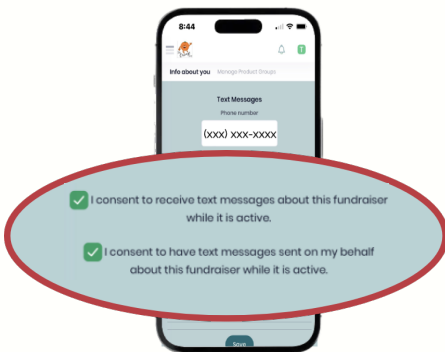 8:44
T
Info about you Manage Product Groups
Text Messages
Phone number
(xxx) xxx-xxxx
I consent to receive text messages about this fundraiser
while it is active.
I consent to have text messages sent on my behalf
about this fundraiser while it is active.
Save